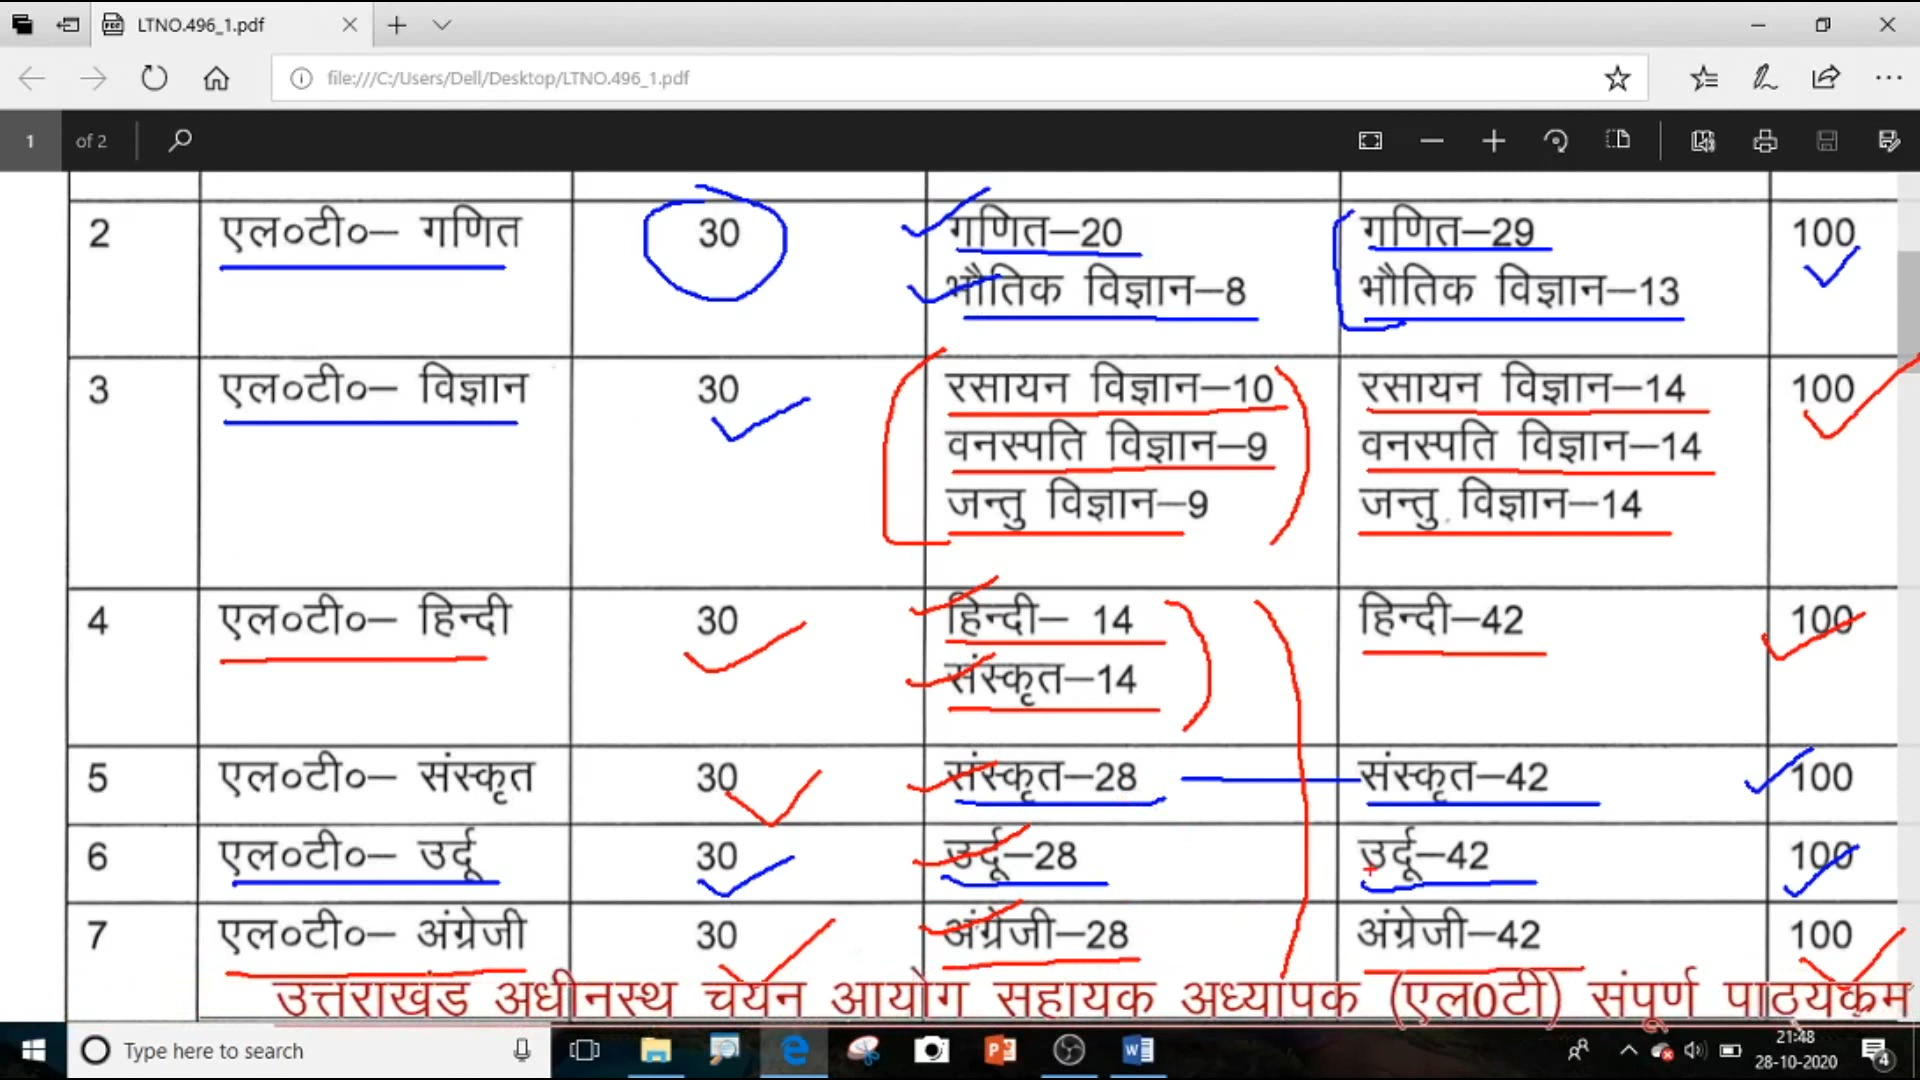 LTNO.496_1.pdf
file:///C:/Users/Dell/Desktop/LTNO.496_1.pdf
1 of 2
2 एल०टी०– गणित 30 गणित–20 गणित–29 100
भौतिक विज्ञान–8 भौतिक विज्ञान–13
3 एल०टी०– विज्ञान 30 रसायन विज्ञान–10 रसायन विज्ञान–14 100
वनस्पति विज्ञान–9 वनस्पति विज्ञान–14
जन्तु विज्ञान–9 जन्तु विज्ञान–14
4 एल०टी०– हिन्दी 30 हिन्दी– 14 हिन्दी–42 100
संस्कृत–14
5 एल०टी०– संस्कृत 30 संस्कृत–28 संस्कृत–42 100
6 एल०टी०– उर्दू 30 उर्दू–28 उर्दू–42 100
7 एल०टी०– अंग्रेजी 30 अंग्रेजी–28 अंग्रेजी–42 100
उत्तराखंड अधीनस्थ चयन आयोग सहायक अध्यापक (एल0टी) संपूर्ण पाठ्यक्रम
Type here to search
21:48
28-10-2020
4